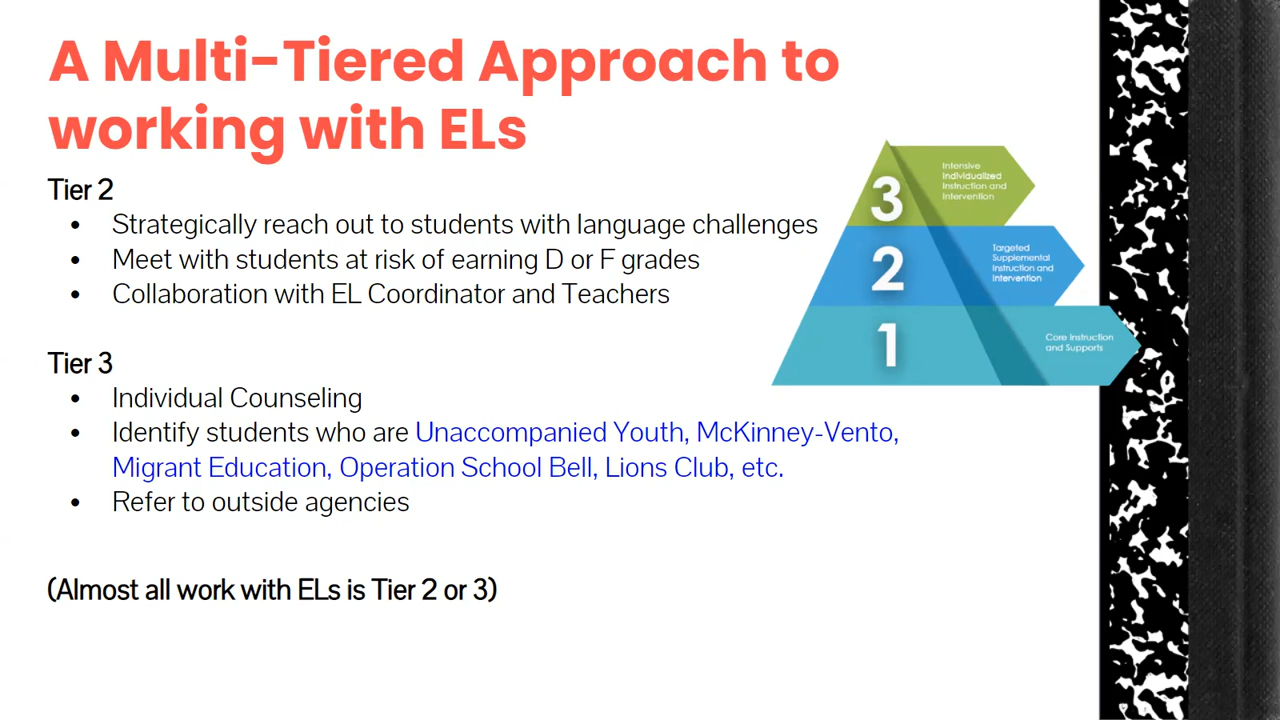 A Multi-Tiered Approach to
working with ELs
Tier 2
• Strategically reach out to students with language challenges
• Meet with students at risk of earning D or F grades
• Collaboration with EL Coordinator and Teachers
Tier 3
• Individual Counseling
• Identify students who are Unaccompanied Youth, McKinney-Vento,
Migrant Education, Operation School Bell, Lions Club, etc.
• Refer to outside agencies
(Almost all work with ELs is Tier 2 or 3)
3
Intensive
Individualized
Instruction and
Intervention
2
Targeted
Supplemental
Instruction and
Intervention
1
Core Instruction
and Supports